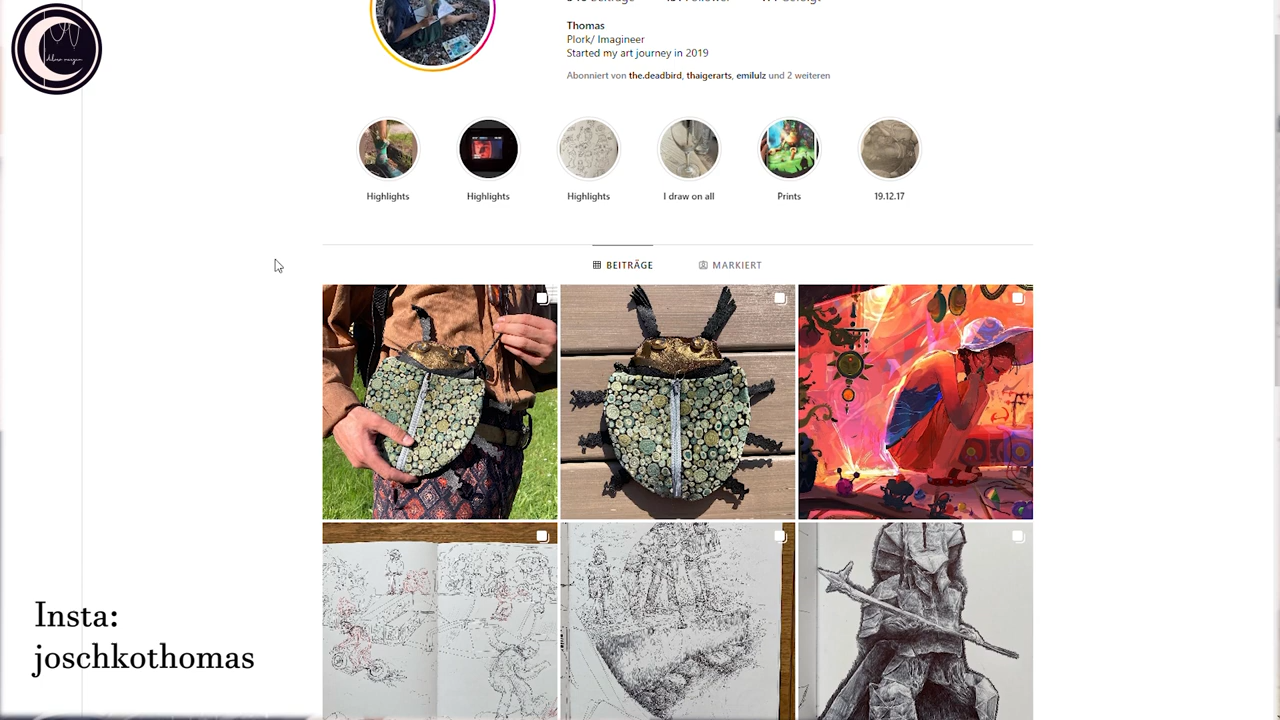 Thomas
Plork/ Imagineer
Started my art journey in 2019
Abonniert von the.deadbird, thaigerarts, emilulz und 2 weiteren
Highlights
Highlights
Highlights
I draw on all
Prints
19.12.17
BEITRÄGE
MARKIERT
Insta:
joschkothomas